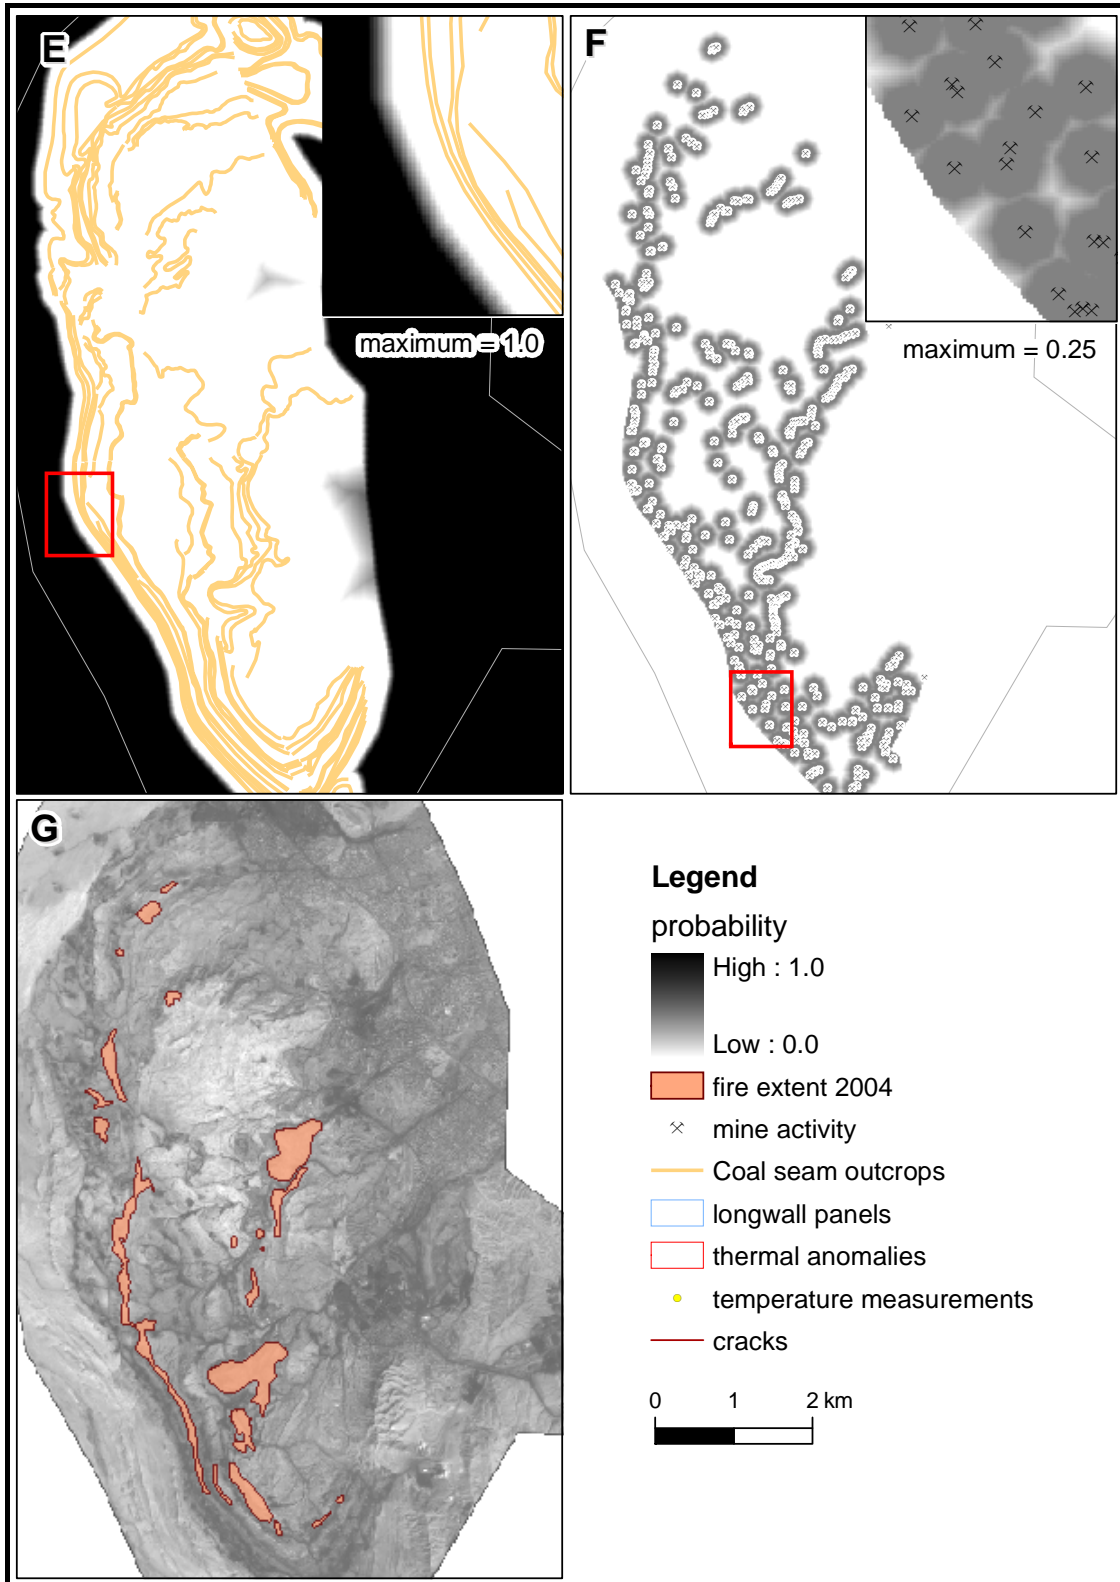 E
maximum = 1.0
F
maximum = 0.25
G
Legend
probability
High : 1.0
Low : 0.0
fire extent 2004
mine activity
Coal seam outcrops
longwall panels
thermal anomalies
temperature measurements
cracks
0 1 2 km